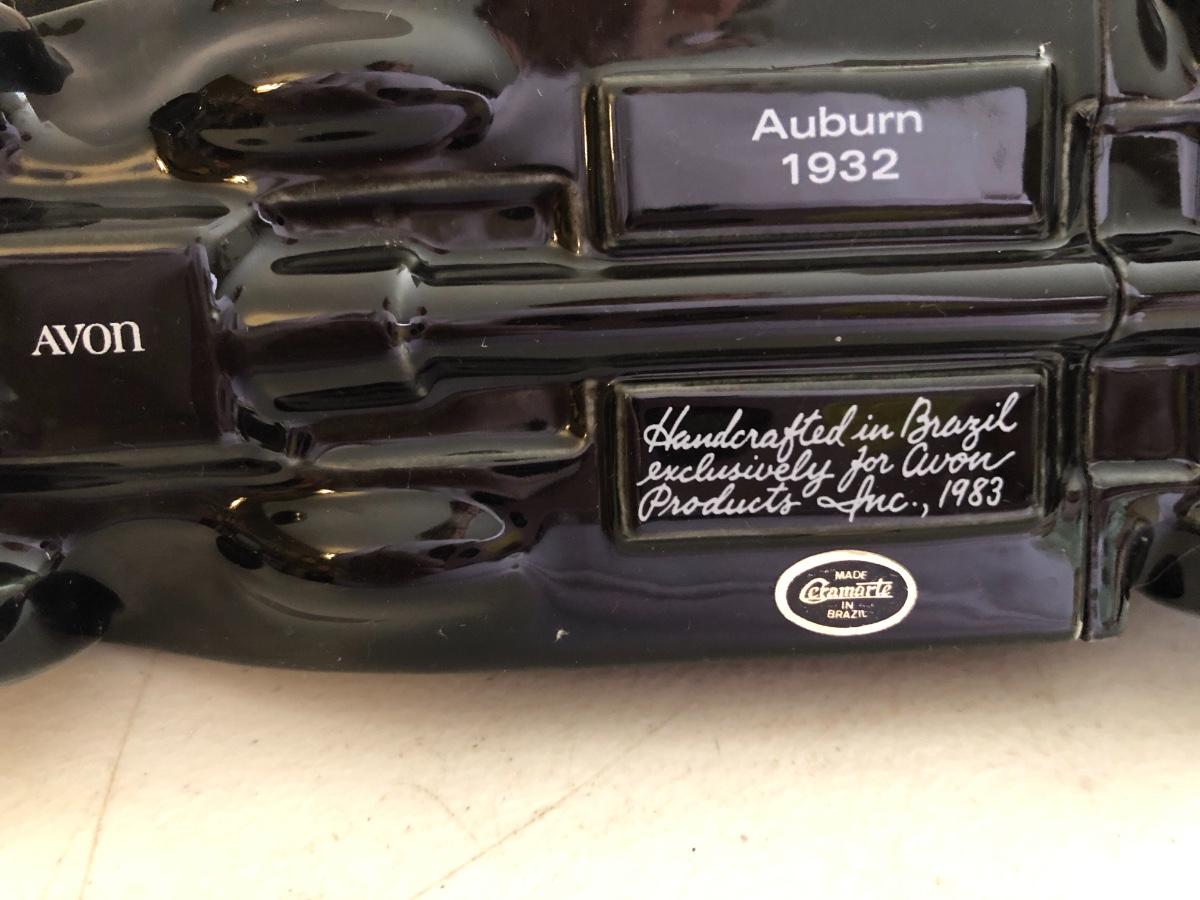 Auburn
1932
AVON
Handcrafted in Brazil
exclusively for Avon
Products Inc., 1983
MADE
Ceramarte
IN
BRAZIL